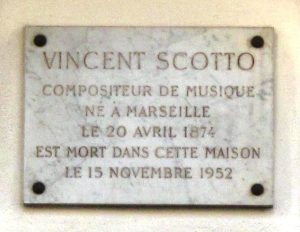 VINCENT SCOTTO
COMPOSITEUR DE MUSIQUE
NÉ A MARSEILLE
LE 20 AVRIL 1874
EST MORT DANS CETTE MAISON
LE 15 NOVEMBRE 1952